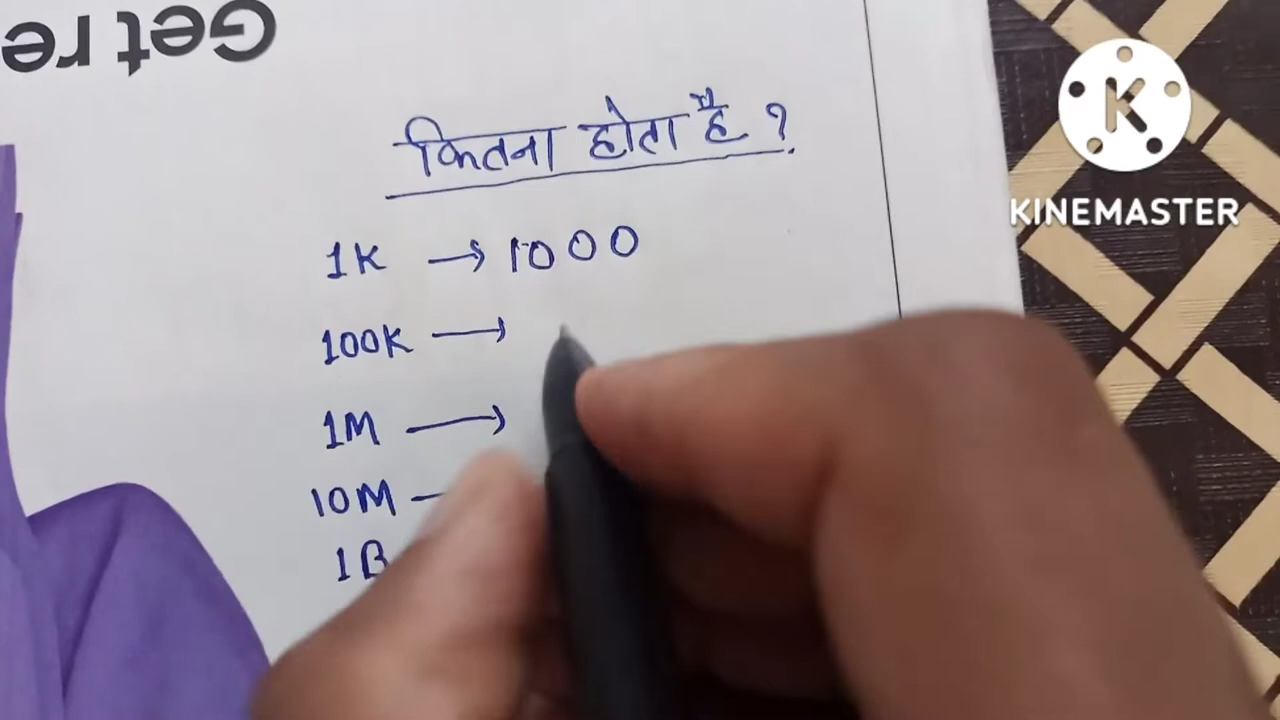 Get re
कितना होता है ?
1K → 1000
100K →
1M →
10M –
1B
KINEMASTER